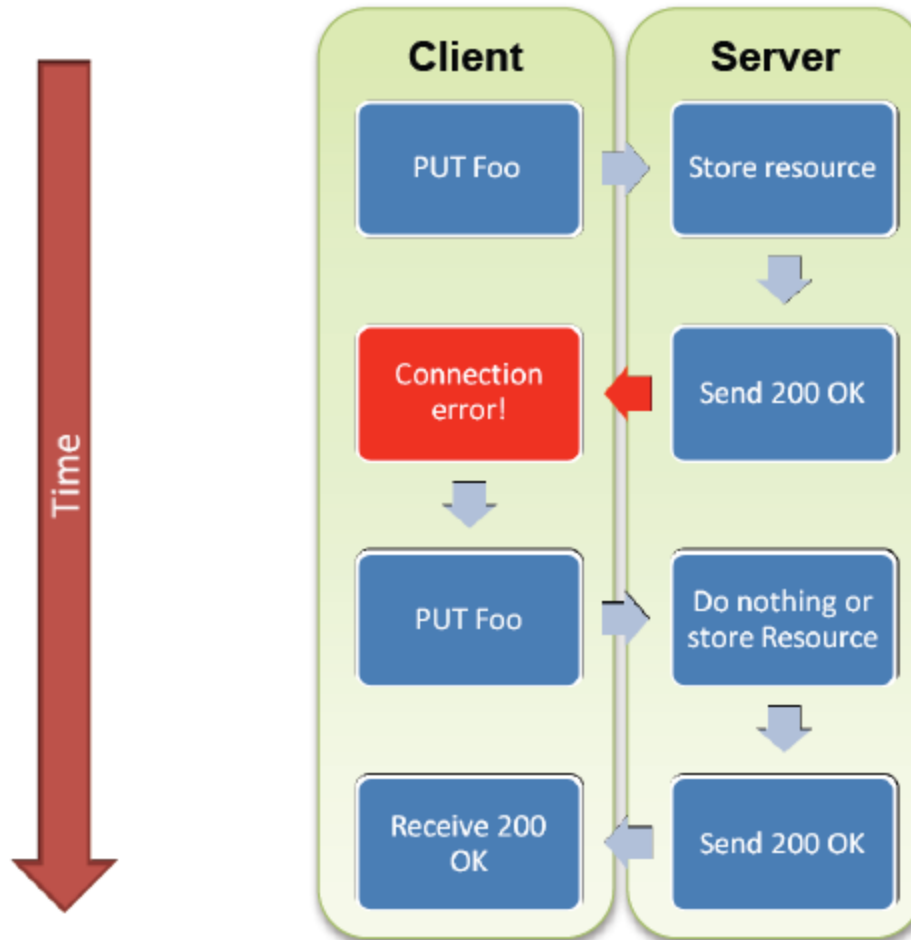 Client
Server
PUT Foo
Store resource
Connection
error!
Send 200 OK
Time
PUT Foo
Do nothing or
store Resource
Receive 200
OK
Send 200 OK